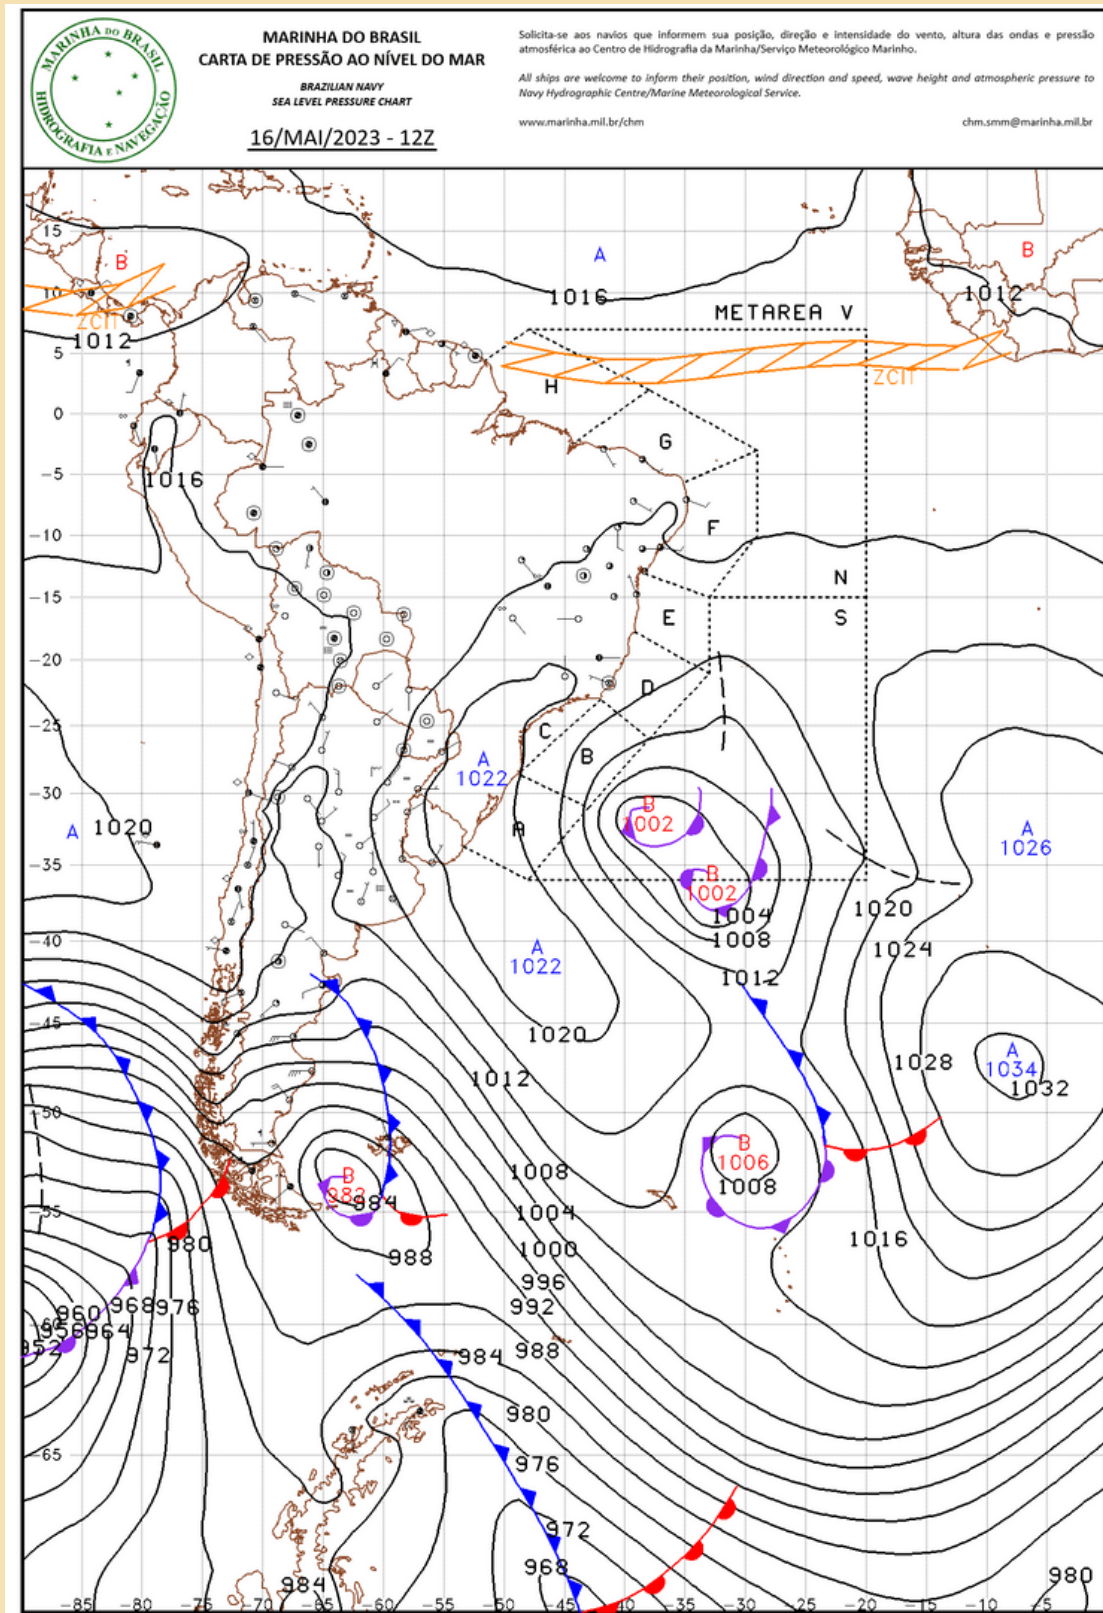 MARINHA DO BRASIL
HIDROGRAFIA E NAVEGAÇÃO
MARINHA DO BRASIL
CARTA DE PRESSÃO AO NÍVEL DO MAR
BRAZILIAN NAVY
SEA LEVEL PRESSURE CHART
16/MAI/2023 - 12Z
Solicita-se aos navios que informem sua posição, direção e intensidade do vento, altura das ondas e pressão
atmosférica ao Centro de Hidrografia da Marinha/Serviço Meteorológico Marinho.
All ships are welcome to inform their position, wind direction and speed, wave height and atmospheric pressure to
Navy Hydrographic Centre/Marine Meteorological Service.
www.marinha.mil.br/chm chm.smm@marinha.mil.br
15
B
A
B
10
1016
1012
METAREA V
ZCIT
1012
5
ZCIT
H
0
G
-5
1016
F
-10
N
-15
E
S
-20
D
C
-25
B
A
1022
-30
B
1002
A
1020
A
A
1026
-35
B
1002
1004
1020
1008
-40
A
1022
1024
1012
-45
1020
A
1034
1028
1012
1032
-50
B
1006
1008
B
982
984
1008
-55
1004
1016
980
1000
988
996
960
968
976
992
-60
956
964
952
972
984
988
980
-65
976
972
968
984
980
-85 -80 -75 -70 -65 -60 -55 -50 -45 -40 -35 -30 -25 -20 -15 -10 -5